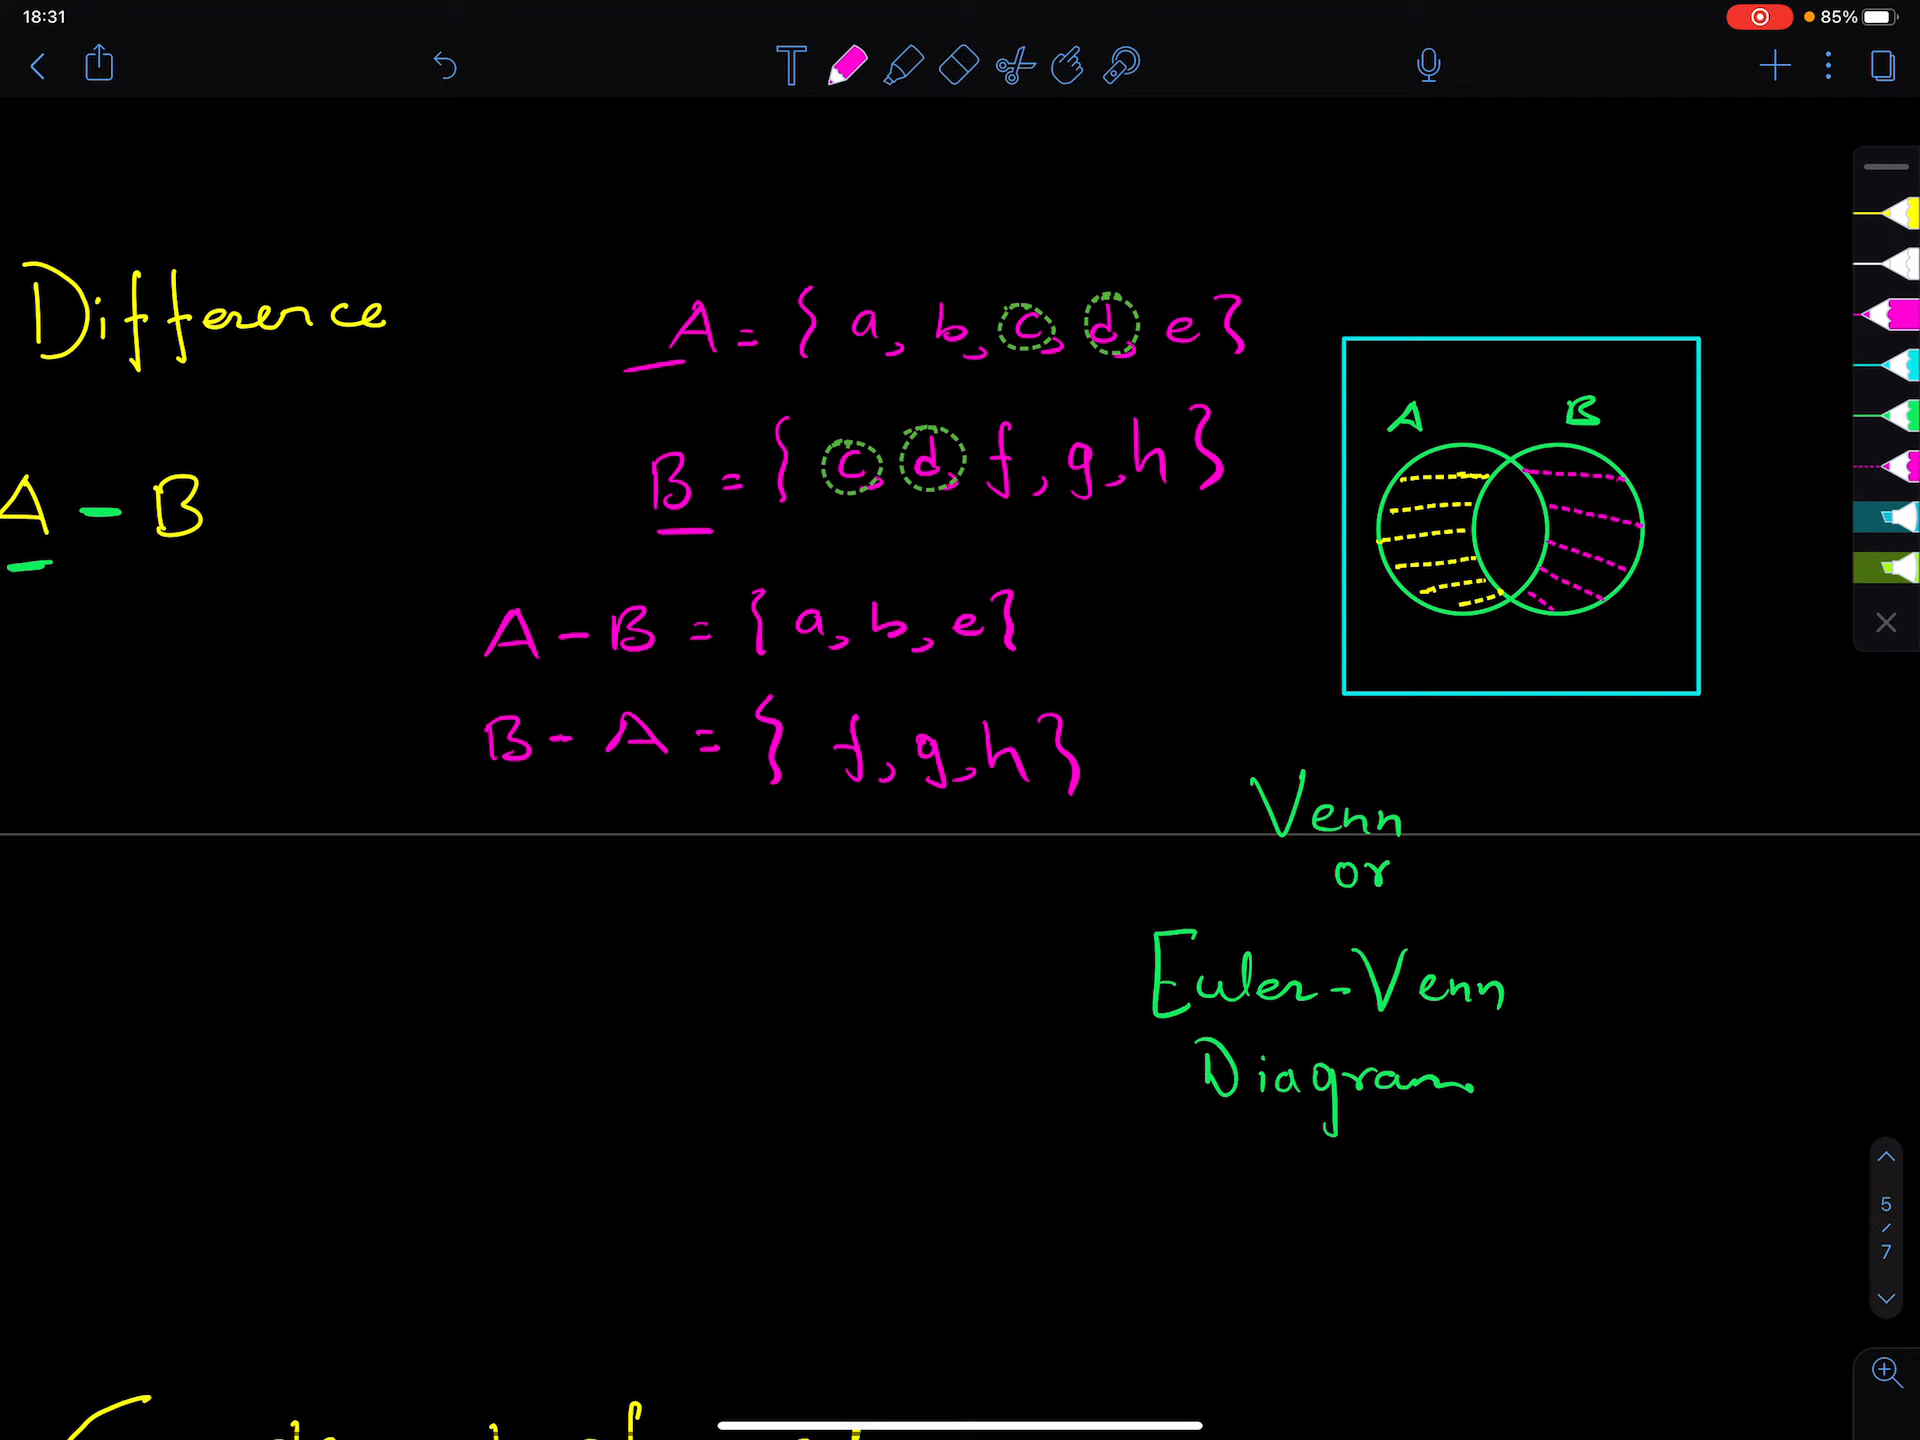 18:31
85%
Difference
A = { a, b, c, d, e }
B = { c, d, f, g, h }
A - B
A - B = { a, b, e }
B - A = { f, g, h }
A B
Venn
or
Euler-Venn
Diagram
5
/
7